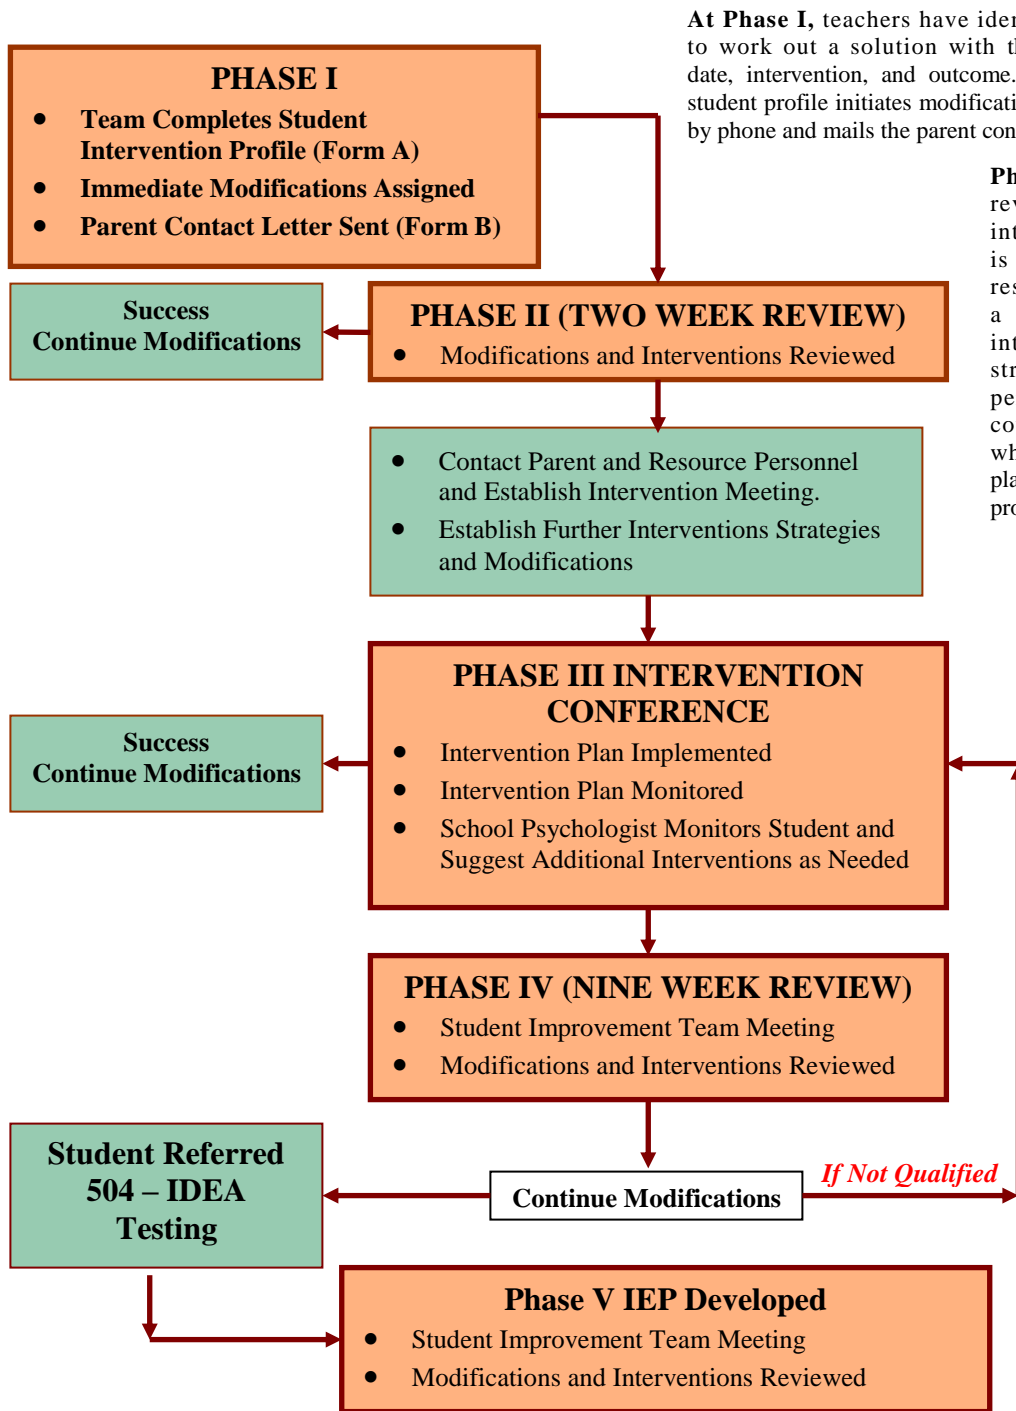 At Phase I, teachers have
to work out a solution with
date, intervention, and outcome.
student profile initiates
by phone and mails the parent
PHASE I
• Team Completes Student
Intervention Profile (Form A)
• Immediate Modifications Assigned
• Parent Contact Letter Sent (Form B)
is
a
Success
Continue Modifications
PHASE II (TWO WEEK REVIEW)
• Modifications and Interventions Reviewed
• Contact Parent and Resource Personnel
and Establish Intervention Meeting.
• Establish Further Interventions Strategies
and Modifications
PHASE III INTERVENTION
CONFERENCE
• Intervention Plan Implemented
• Intervention Plan Monitored
• School Psychologist Monitors Student and
Suggest Additional Interventions as Needed
Success
Continue Modifications
PHASE IV (NINE WEEK REVIEW)
• Student Improvement Team Meeting
• Modifications and Interventions Reviewed
Student Referred
504 – IDEA
Testing
Continue Modifications
If Not Qualified
Phase V IEP Developed
• Student Improvement Team Meeting
• Modifications and Interventions Reviewed